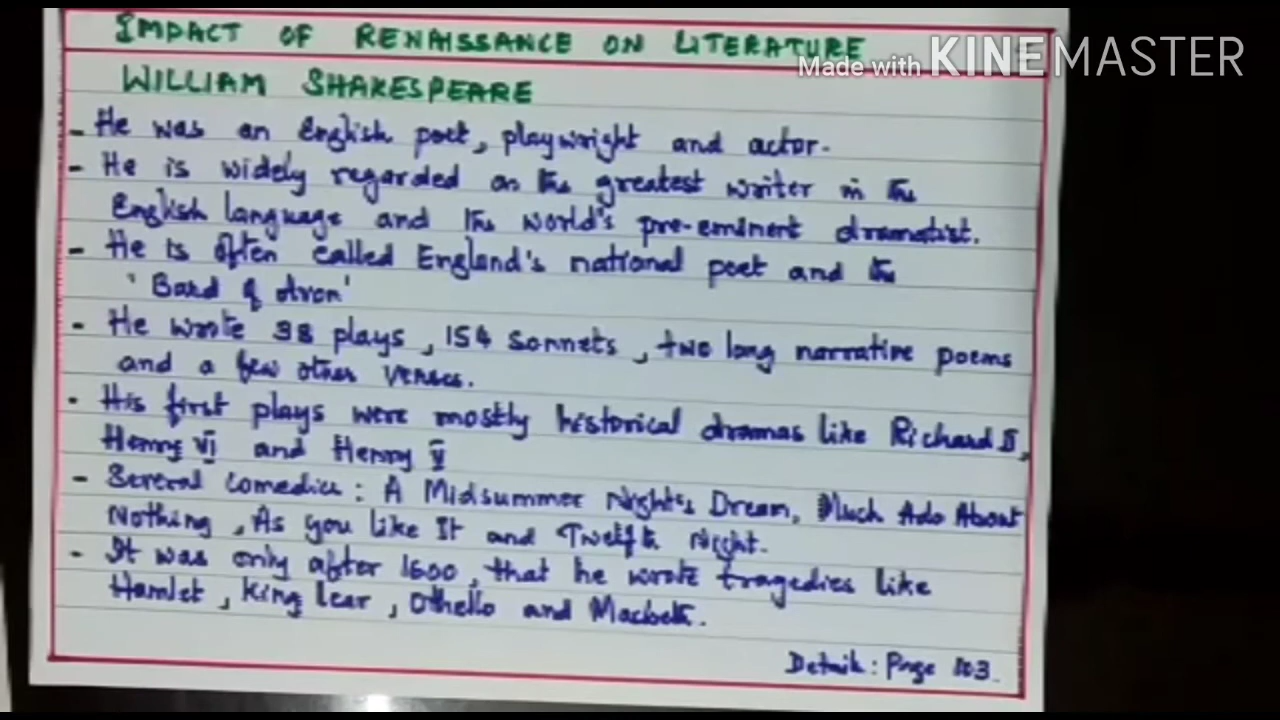 IMPACT OF RENAISSANCE ON LITERATURE
Made with KINEMASTER
WILLIAM SHAKESPEARE
- He was an English poet, playwright and actor.
- He is widely regarded as the greatest writer in the
English language and the world's pre-eminent dramatist.
- He is often called England's national poet and the
'Bard of Avon'
- He wrote 38 plays, 154 Sonnets, two long narrative poems
and a few other verses.
- His first plays were mostly historical dramas like Richard II,
Henry VI and Henry V
- Several comedies: A Midsummer Night's Dream, Much Ado About
Nothing, As you like It and Twelfth Night.
- It was only after 1600, that he wrote tragedies like
Hamlet, King Lear, Othello and Macbeth.
Details: Page 103.